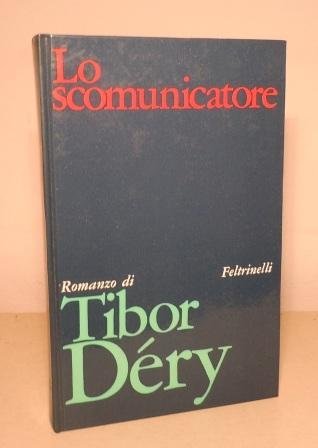 Lo
scomunicatore
Romanzo di
Feltrinelli
Tibor
Déry